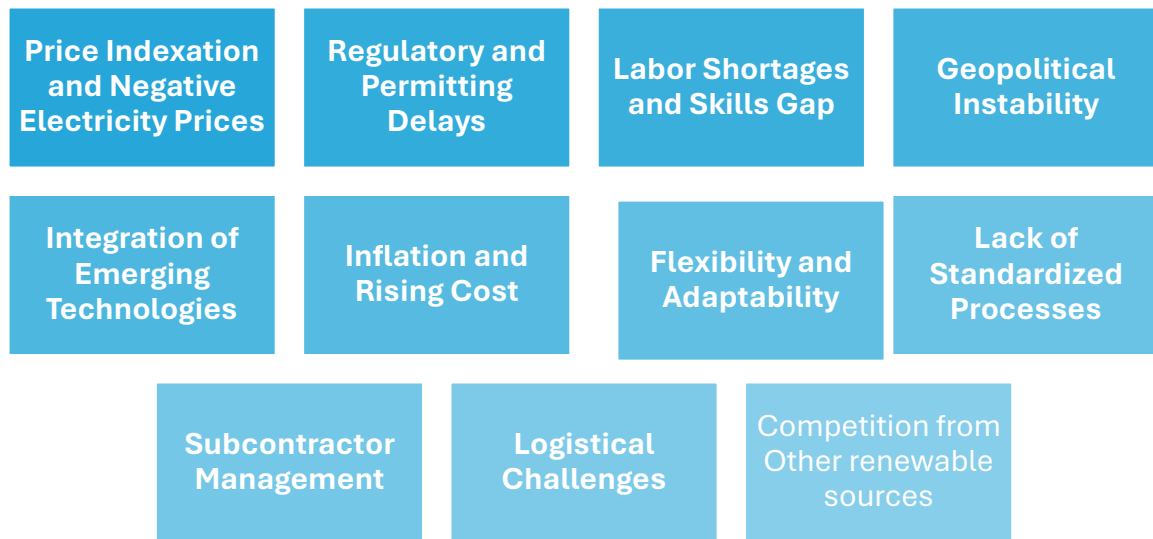 Price Indexation
and Negative
Electricity Prices
Regulatory and
Permitting
Delays
Labor Shortages
and Skills Gap
Geopolitical
Instability
Integration of
Emerging
Technologies
Inflation and
Rising Cost
Flexibility and
Adaptability
Lack of
Standardized
Processes
Subcontractor
Management
Logistical
Challenges
Competition from
Other renewable
sources